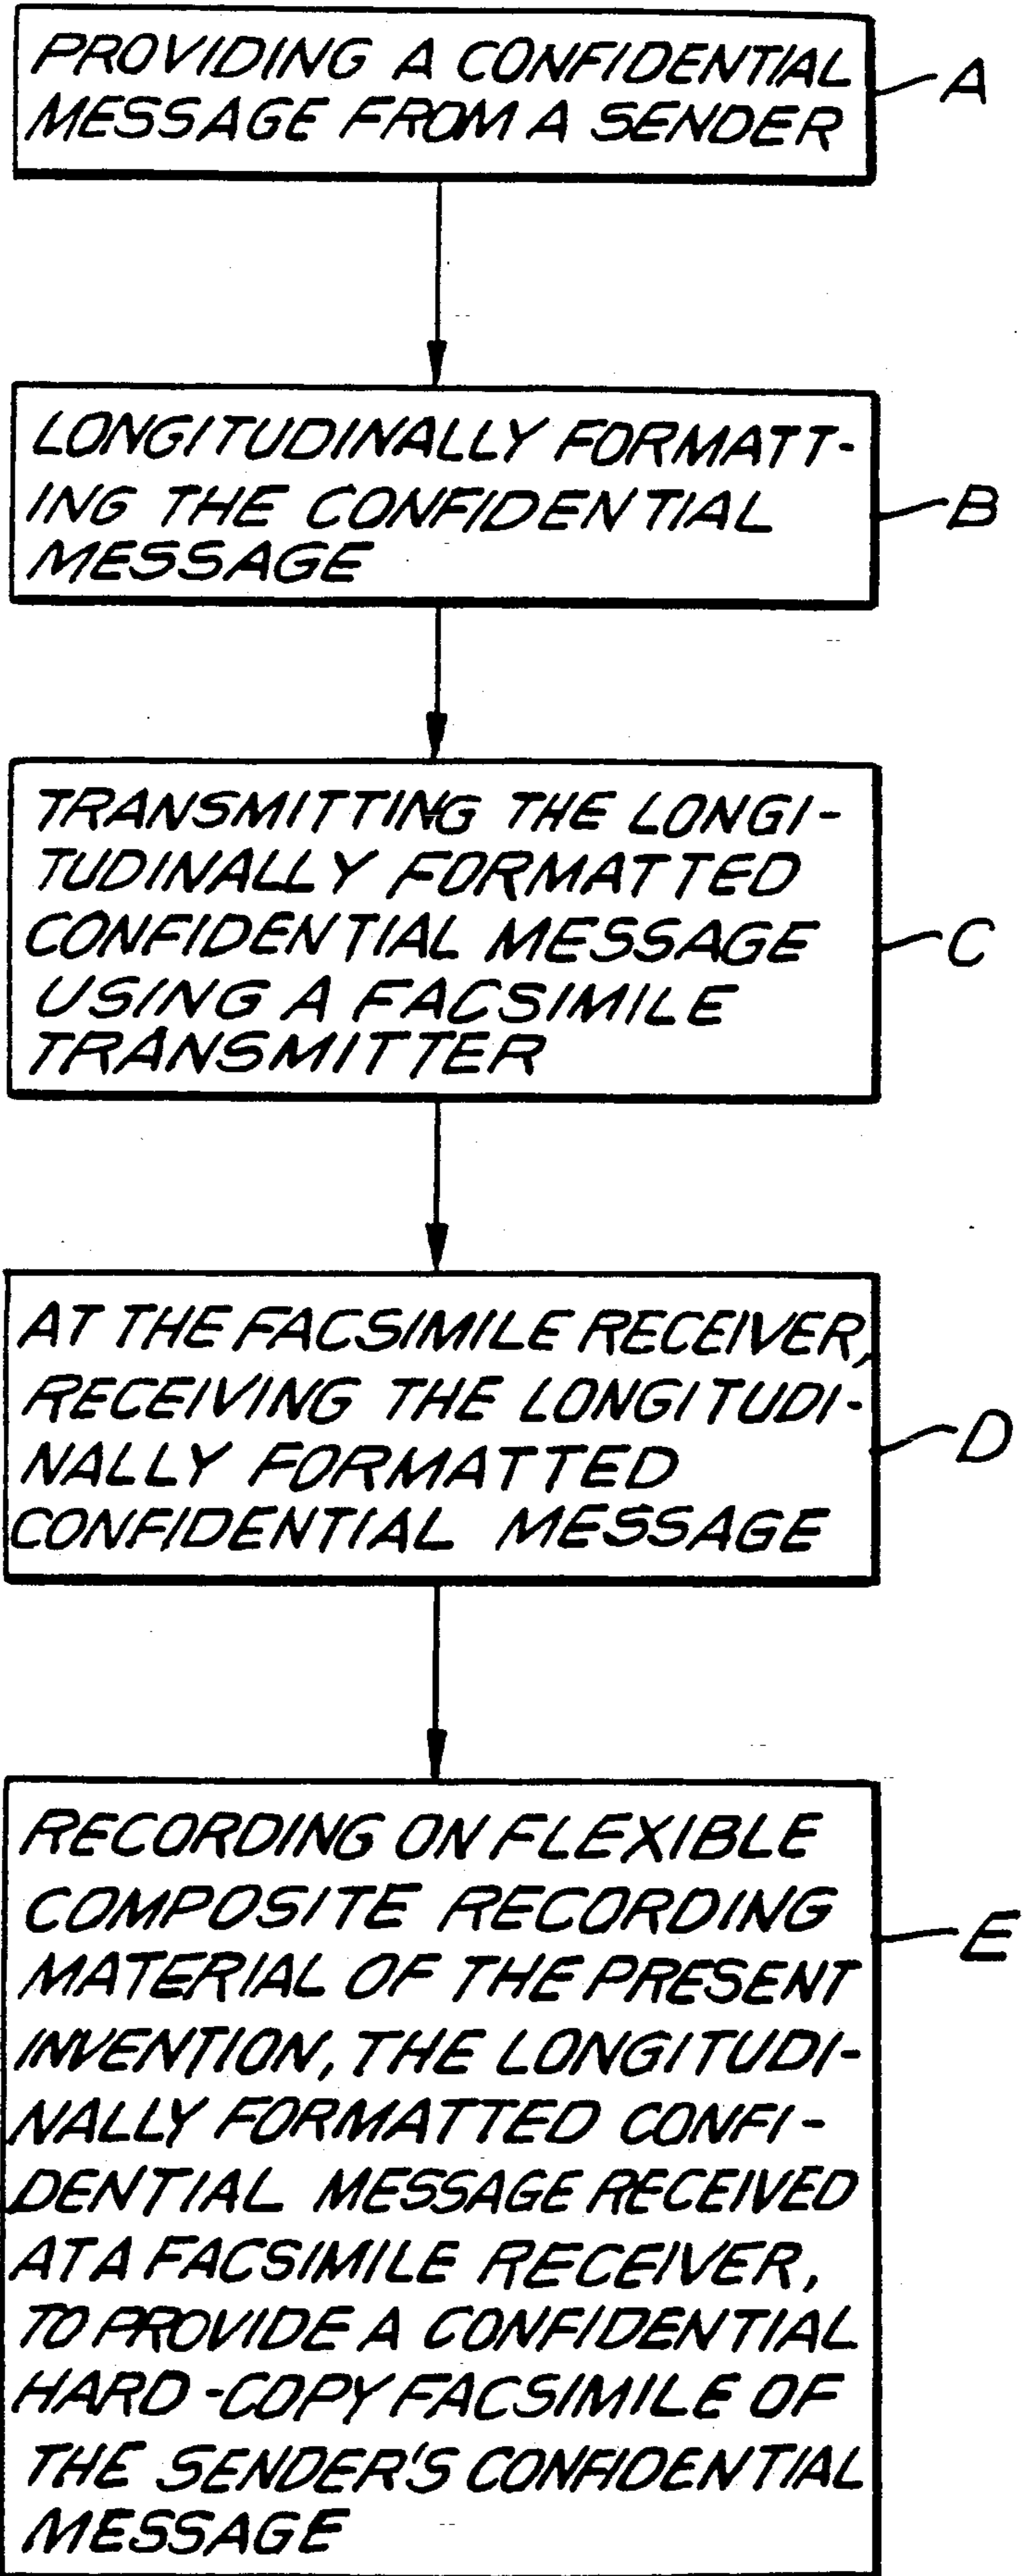 PROVIDING A CONFIDENTIAL
MESSAGE FROM A SENDER
A
LONGITUDINALLY FORMATT-
ING THE CONFIDENTIAL
MESSAGE
B
TRANSMITTING THE LONGI-
TUDINALLY FORMATTED
CONFIDENTIAL MESSAGE
USING A FACSIMILE
TRANSMITTER
C
AT THE FACSIMILE RECEIVER,
RECEIVING THE LONGITUDI-
NALLY FORMATTED
CONFIDENTIAL MESSAGE
D
RECORDING ON FLEXIBLE
COMPOSITE RECORDING
MATERIAL OF THE PRESENT
INVENTION, THE LONGITUDI-
NALLY FORMATTED CONFI-
DENTIAL MESSAGE RECEIVED
AT A FACSIMILE RECEIVER,
TO PROVIDE A CONFIDENTIAL
HARD-COPY FACSIMILE OF
THE SENDER'S CONFIDENTIAL
MESSAGE
E